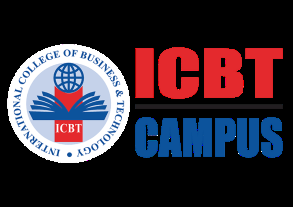 INTERNATIONAL COLLEGE OF BUSINESS & TECHNOLOGY
ICBT
ICBT
CAMPUS